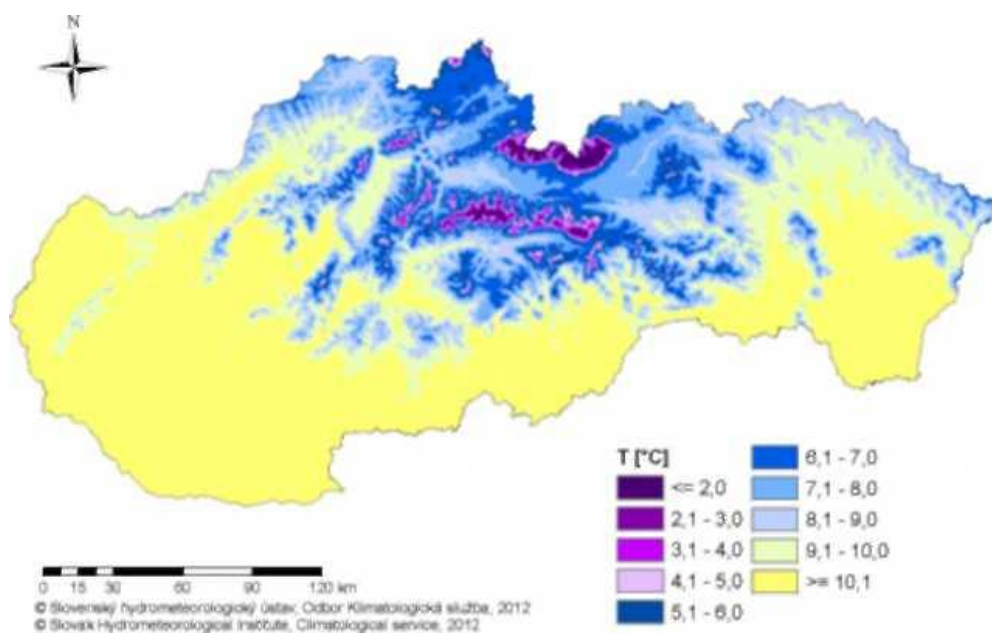 N
T [°C]
<= 2,0
2,1 - 3,0
3,1 - 4,0
4,1 - 5,0
5,1 - 6,0
6,1 - 7,0
7,1 - 8,0
8,1 - 9,0
9,1 - 10,0
>= 10,1
0 15 30 60 90 120 km
© Slovenský hydrometeorologický ústav, Odbor Klimatologická služba, 2012
© Slovak Hydrometeorological Institute, Climatological service, 2012